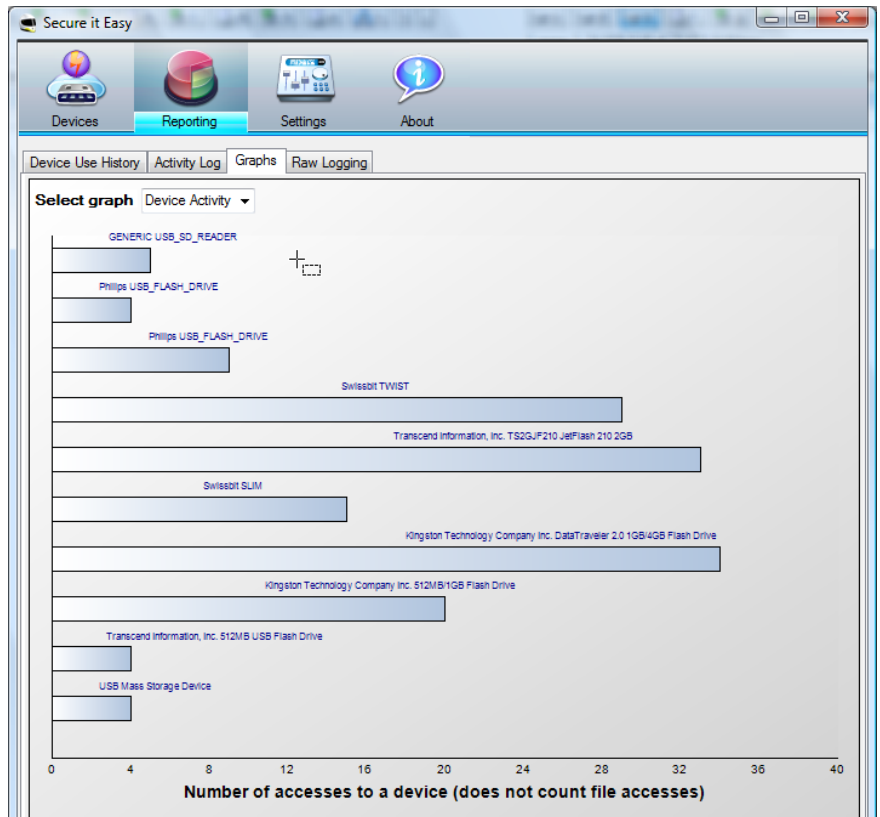 Secure it Easy
Devices Reporting Settings About
Device Use History Activity Log Graphs Raw Logging
Select graph Device Activity
GENERIC USB_SD_READER
Philips USB_FLASH_DRIVE
Philips USB_FLASH_DRIVE
Swissbit TWIST
Transcend Information, Inc. TS2GJF210 JetFlash 210 2GB
Swissbit SLIM
Kingston Technology Company Inc. DataTraveler 2.0 1GB/4GB Flash Drive
Kingston Technology Company Inc. 512MB/1GB Flash Drive
Transcend Information, Inc. 512MB USB Flash Drive
USB Mass Storage Device
0 4 8 12 16 20 24 28 32 36 40
Number of accesses to a device (does not count file accesses)